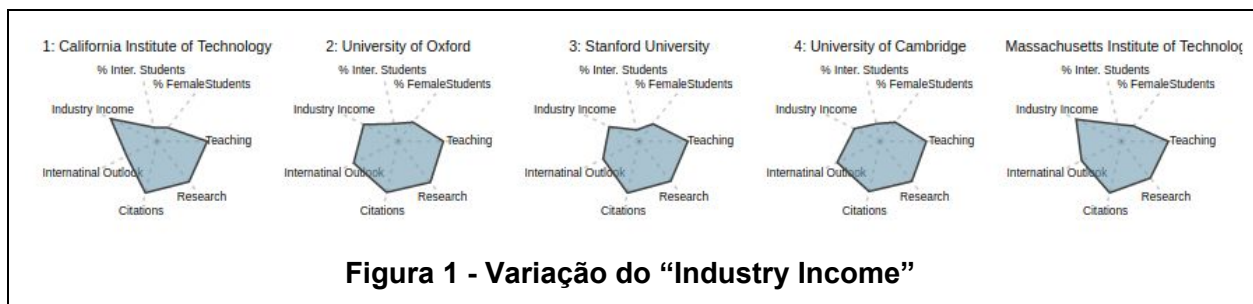 1: California Institute of Technology
% Inter. Students
% FemaleStudents
Industry Income
Teaching
Internatinal Outlook
Research
Citations
2: University of Oxford
% Inter. Students
% FemaleStudents
Industry Income
Teaching
Internatinal Outlook
Research
Citations
3: Stanford University
% Inter. Students
% FemaleStudents
Industry Income
Teaching
Internatinal Outlook
Research
Citations
4: University of Cambridge
% Inter. Students
% FemaleStudents
Industry Income
Teaching
Internatinal Outlook
Research
Citations
Massachusetts Institute of Technolog
% Inter. Students
% FemaleStudents
Industry Income
Teaching
Internatinal Outlook
Research
Citations
Figura 1 - Variação do “Industry Income”